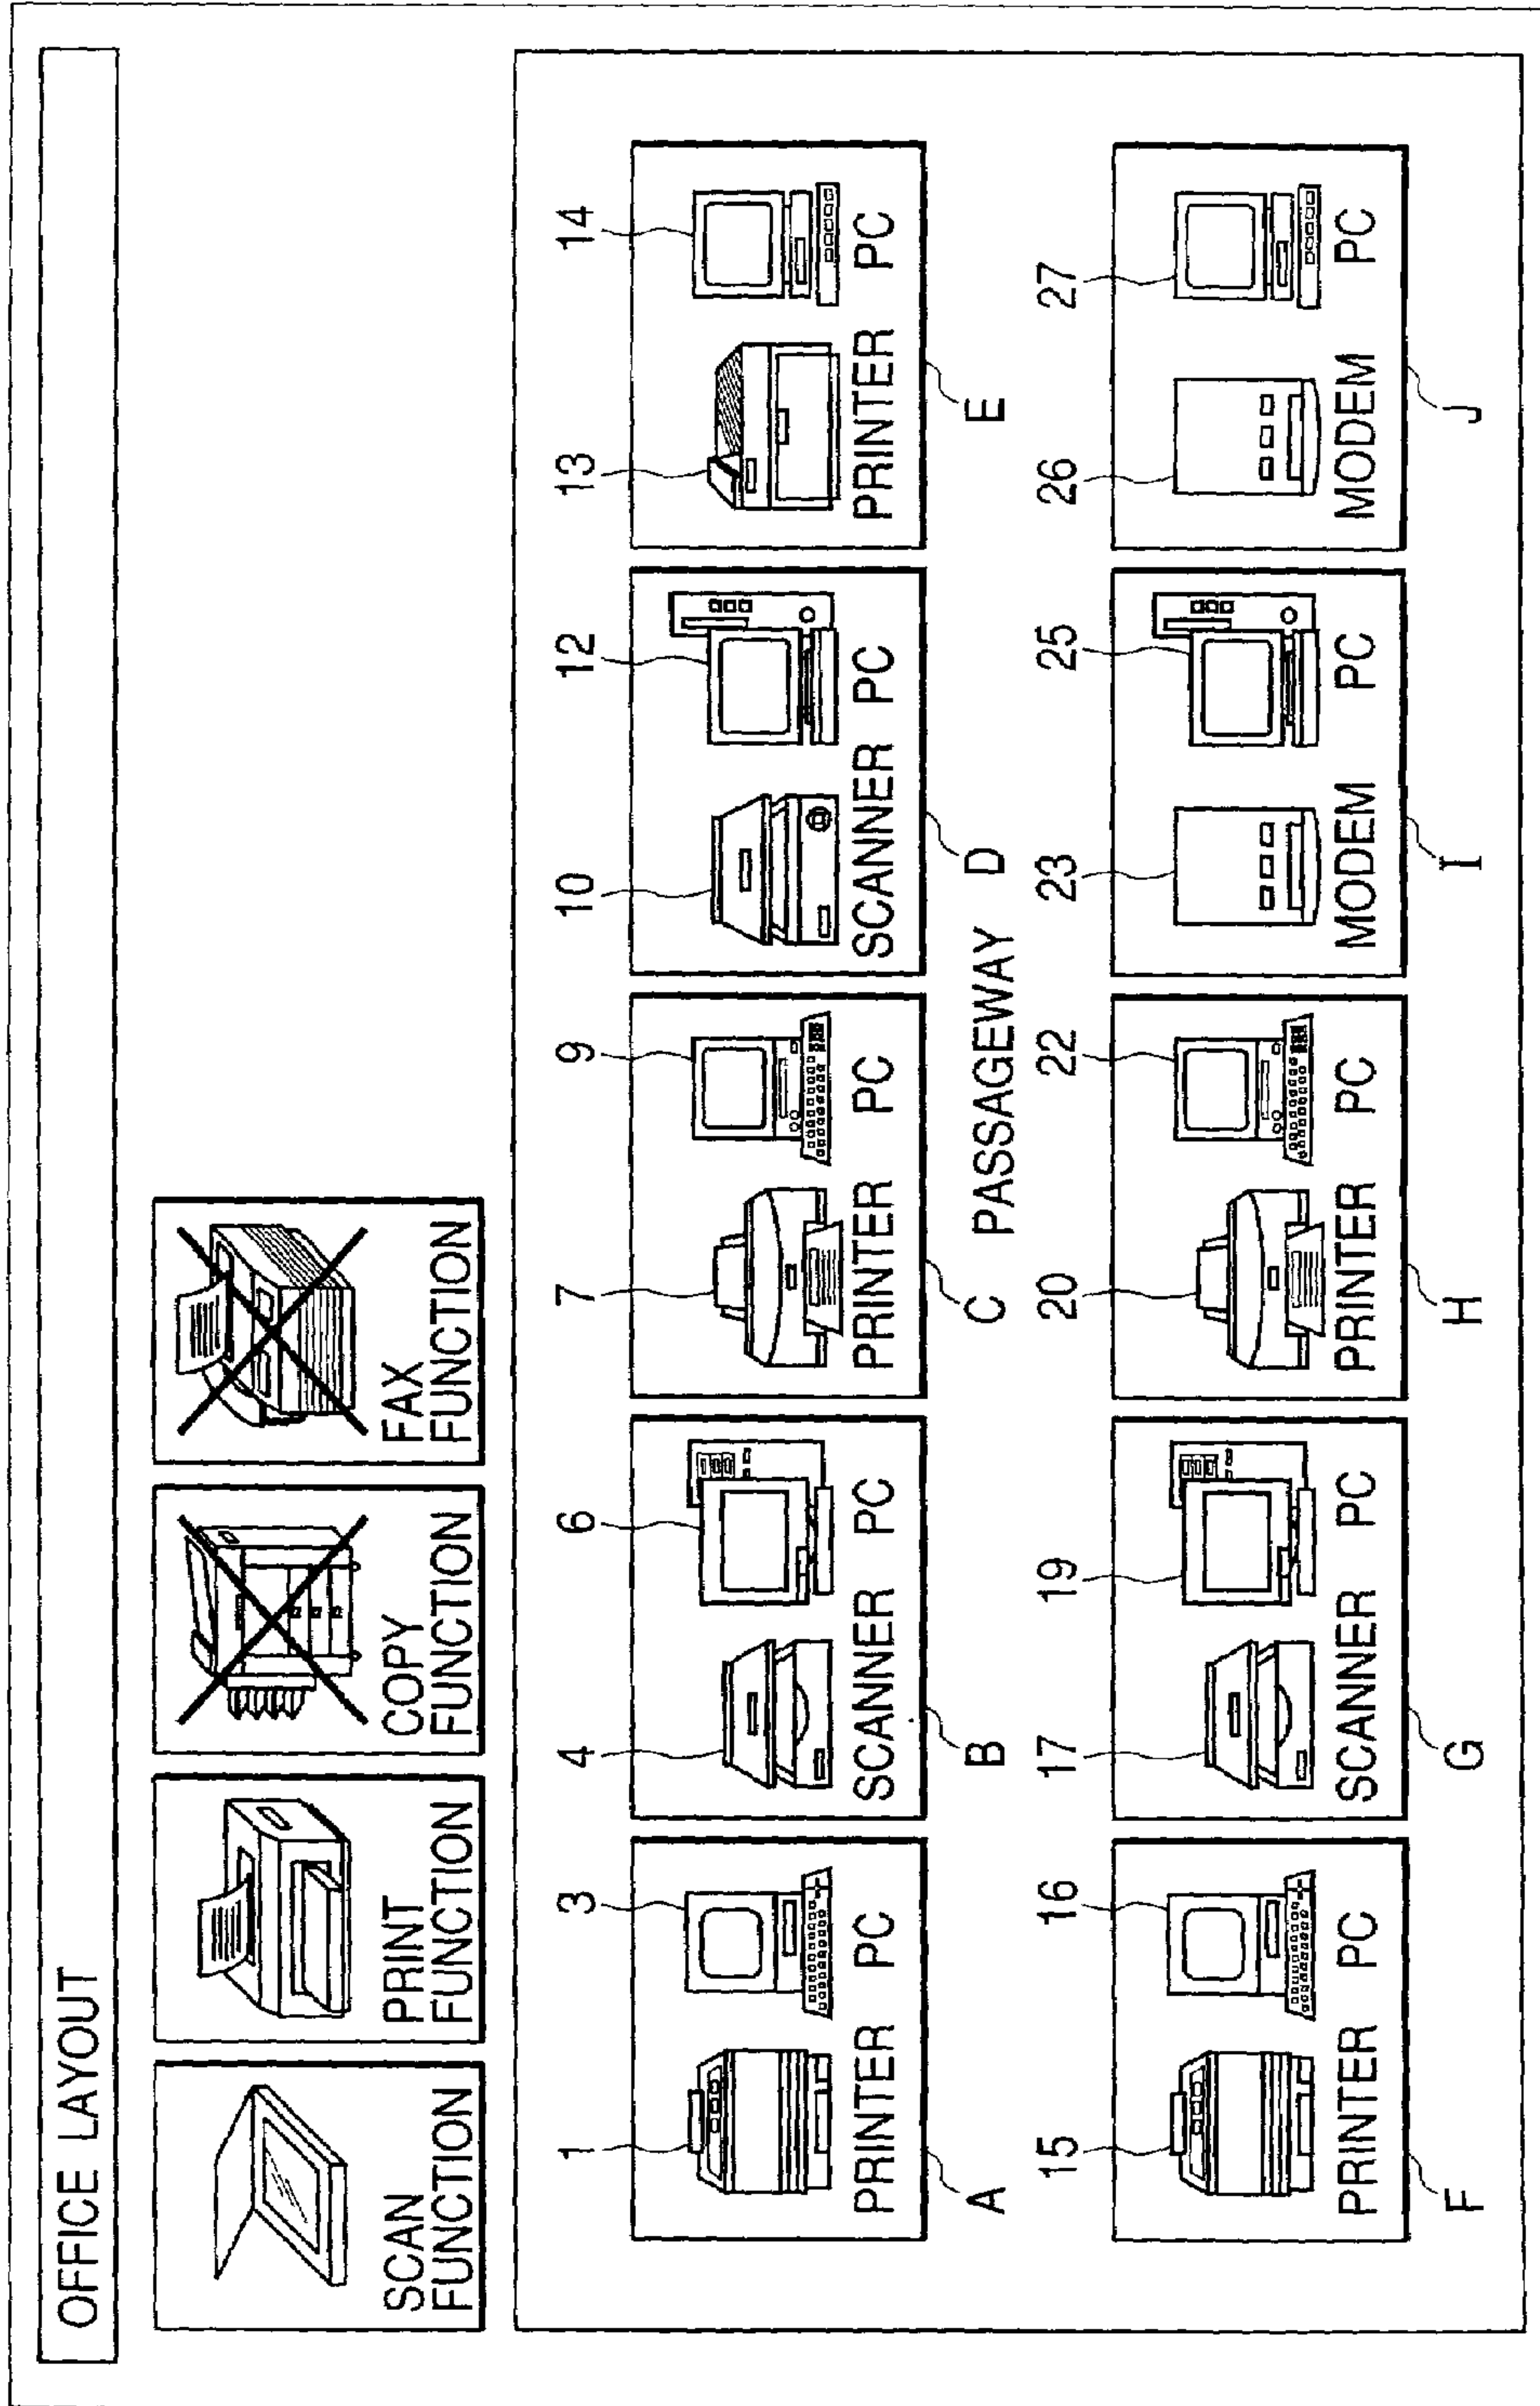 OFFICE LAYOUT
SCAN
FUNCTION
PRINT
FUNCTION
COPY
FUNCTION
FAX
FUNCTION
1
3
4
6
7
9
10
12
13
14
PRINTER PC
SCANNER PC
PRINTER PC
SCANNER PC
PRINTER PC
A
B
C
D
E
PASSAGEWAY
15
16
17
19
20
22
23
25
26
27
PRINTER PC
SCANNER PC
PRINTER PC
MODEM PC
MODEM PC
F
G
H
I
J